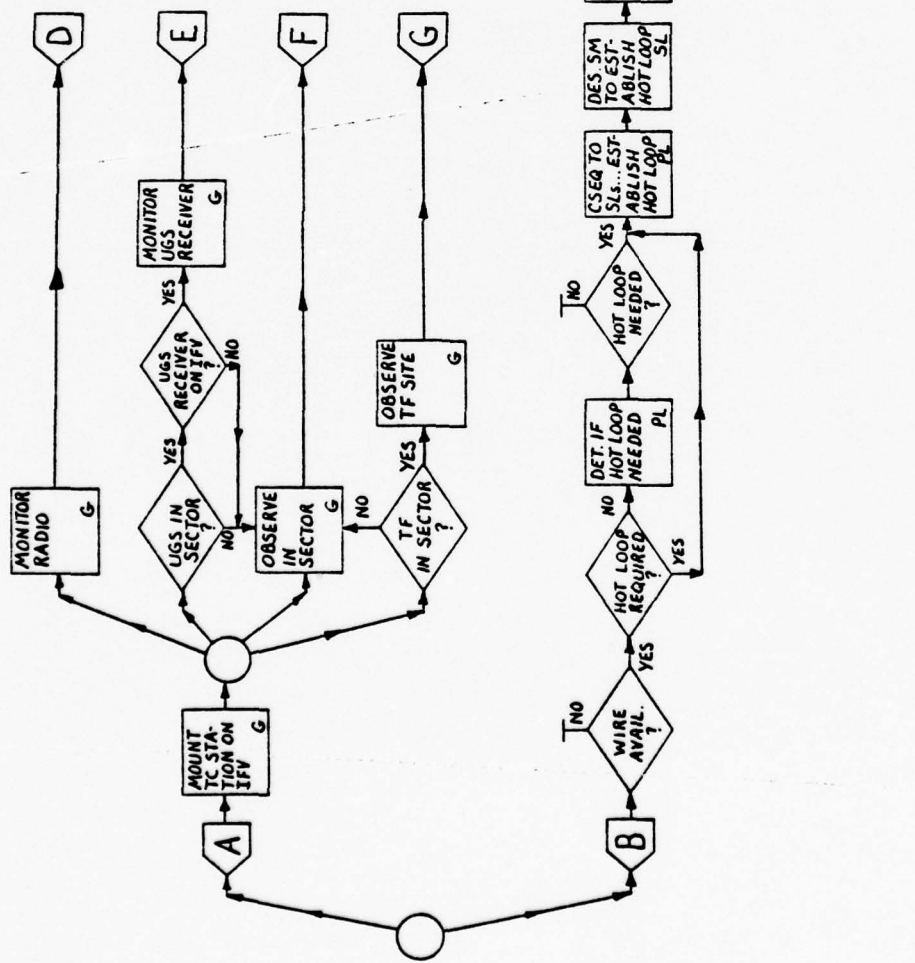 D
E
F
G
MONITOR
RADIO
G
MONITOR
UGS
RECEIVER
G
YES
UGS
RECEIVER
ON IFV
?
NO
YES
UGS IN
SECTOR
?
NO
OBSERVE
IN
SECTOR
G
OBSERVE
TF SITE
G
YES
NO
TF
IN SECTOR
?
MOUNT
TC STA-
TION ON
IFV
G
A
B
WIRE
AVAIL.
?
NO
YES
HOT LOOP
REQUIRED
?
NO
YES
DET. IF
HOT LOOP
NEEDED
PL
HOT LOOP
NEEDED
?
NO
YES
CSEQ TO
SLS...EST-
ABLISH
HOT LOOP
PL
DES. SM
TO EST-
ABLISH
HOT LOOP
SL